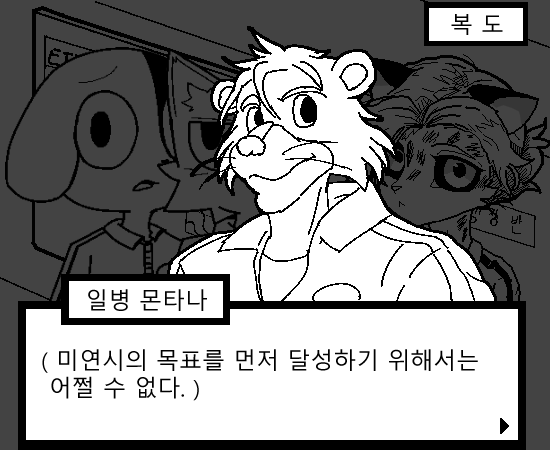 복 도
일병 몬타나
( 미연시의 목표를 먼저 달성하기 위해서는
어쩔 수 없다. )